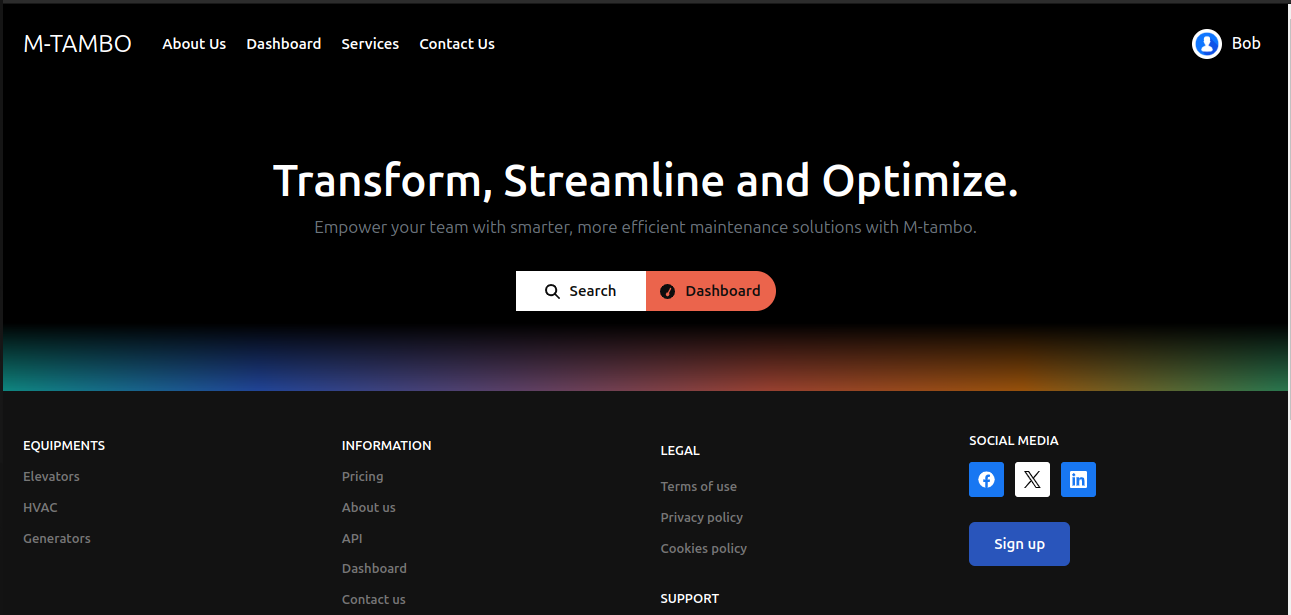 M-TAMBO About Us Dashboard Services Contact Us Bob
Transform, Streamline and Optimize.
Empower your team with smarter, more efficient maintenance solutions with M-tambo.
Search Dashboard
EQUIPMENTS
Elevators
HVAC
Generators
INFORMATION
Pricing
About us
API
Dashboard
Contact us
LEGAL
Terms of use
Privacy policy
Cookies policy
SUPPORT
SOCIAL MEDIA
Sign up